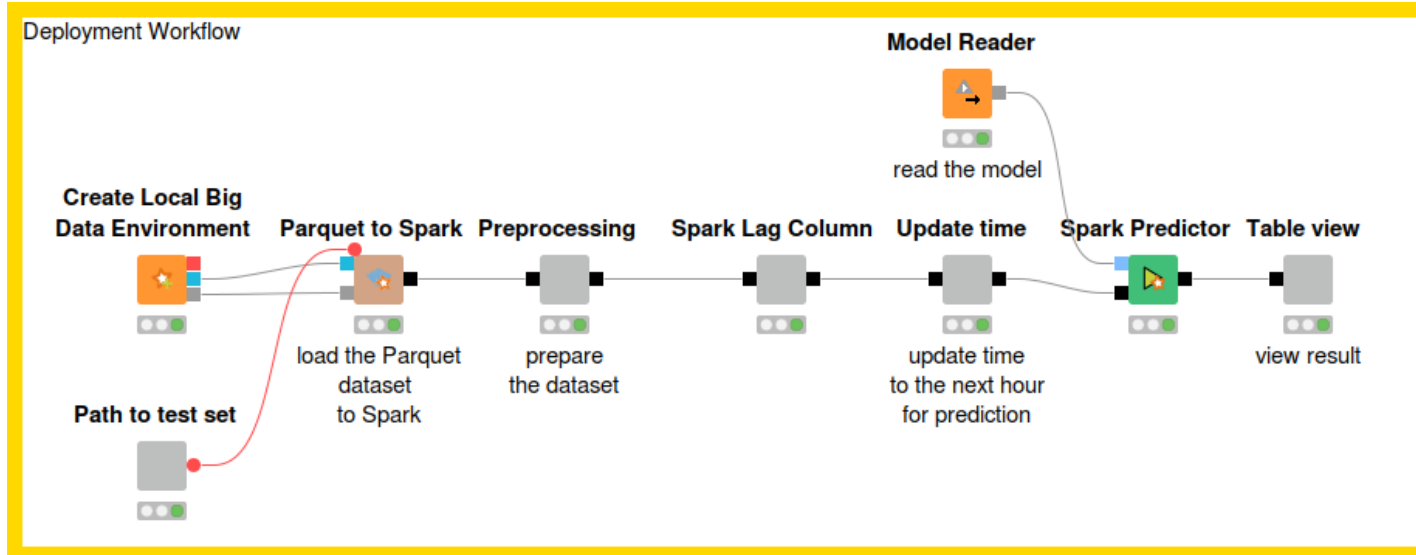 Deployment Workflow
Model Reader
read the model
Create Local Big
Data Environment
Parquet to Spark
load the Parquet
dataset
to Spark
Preprocessing
prepare
the dataset
Spark Lag Column
Update time
update time
to the next hour
for prediction
Spark Predictor
Table view
view result
Path to test set